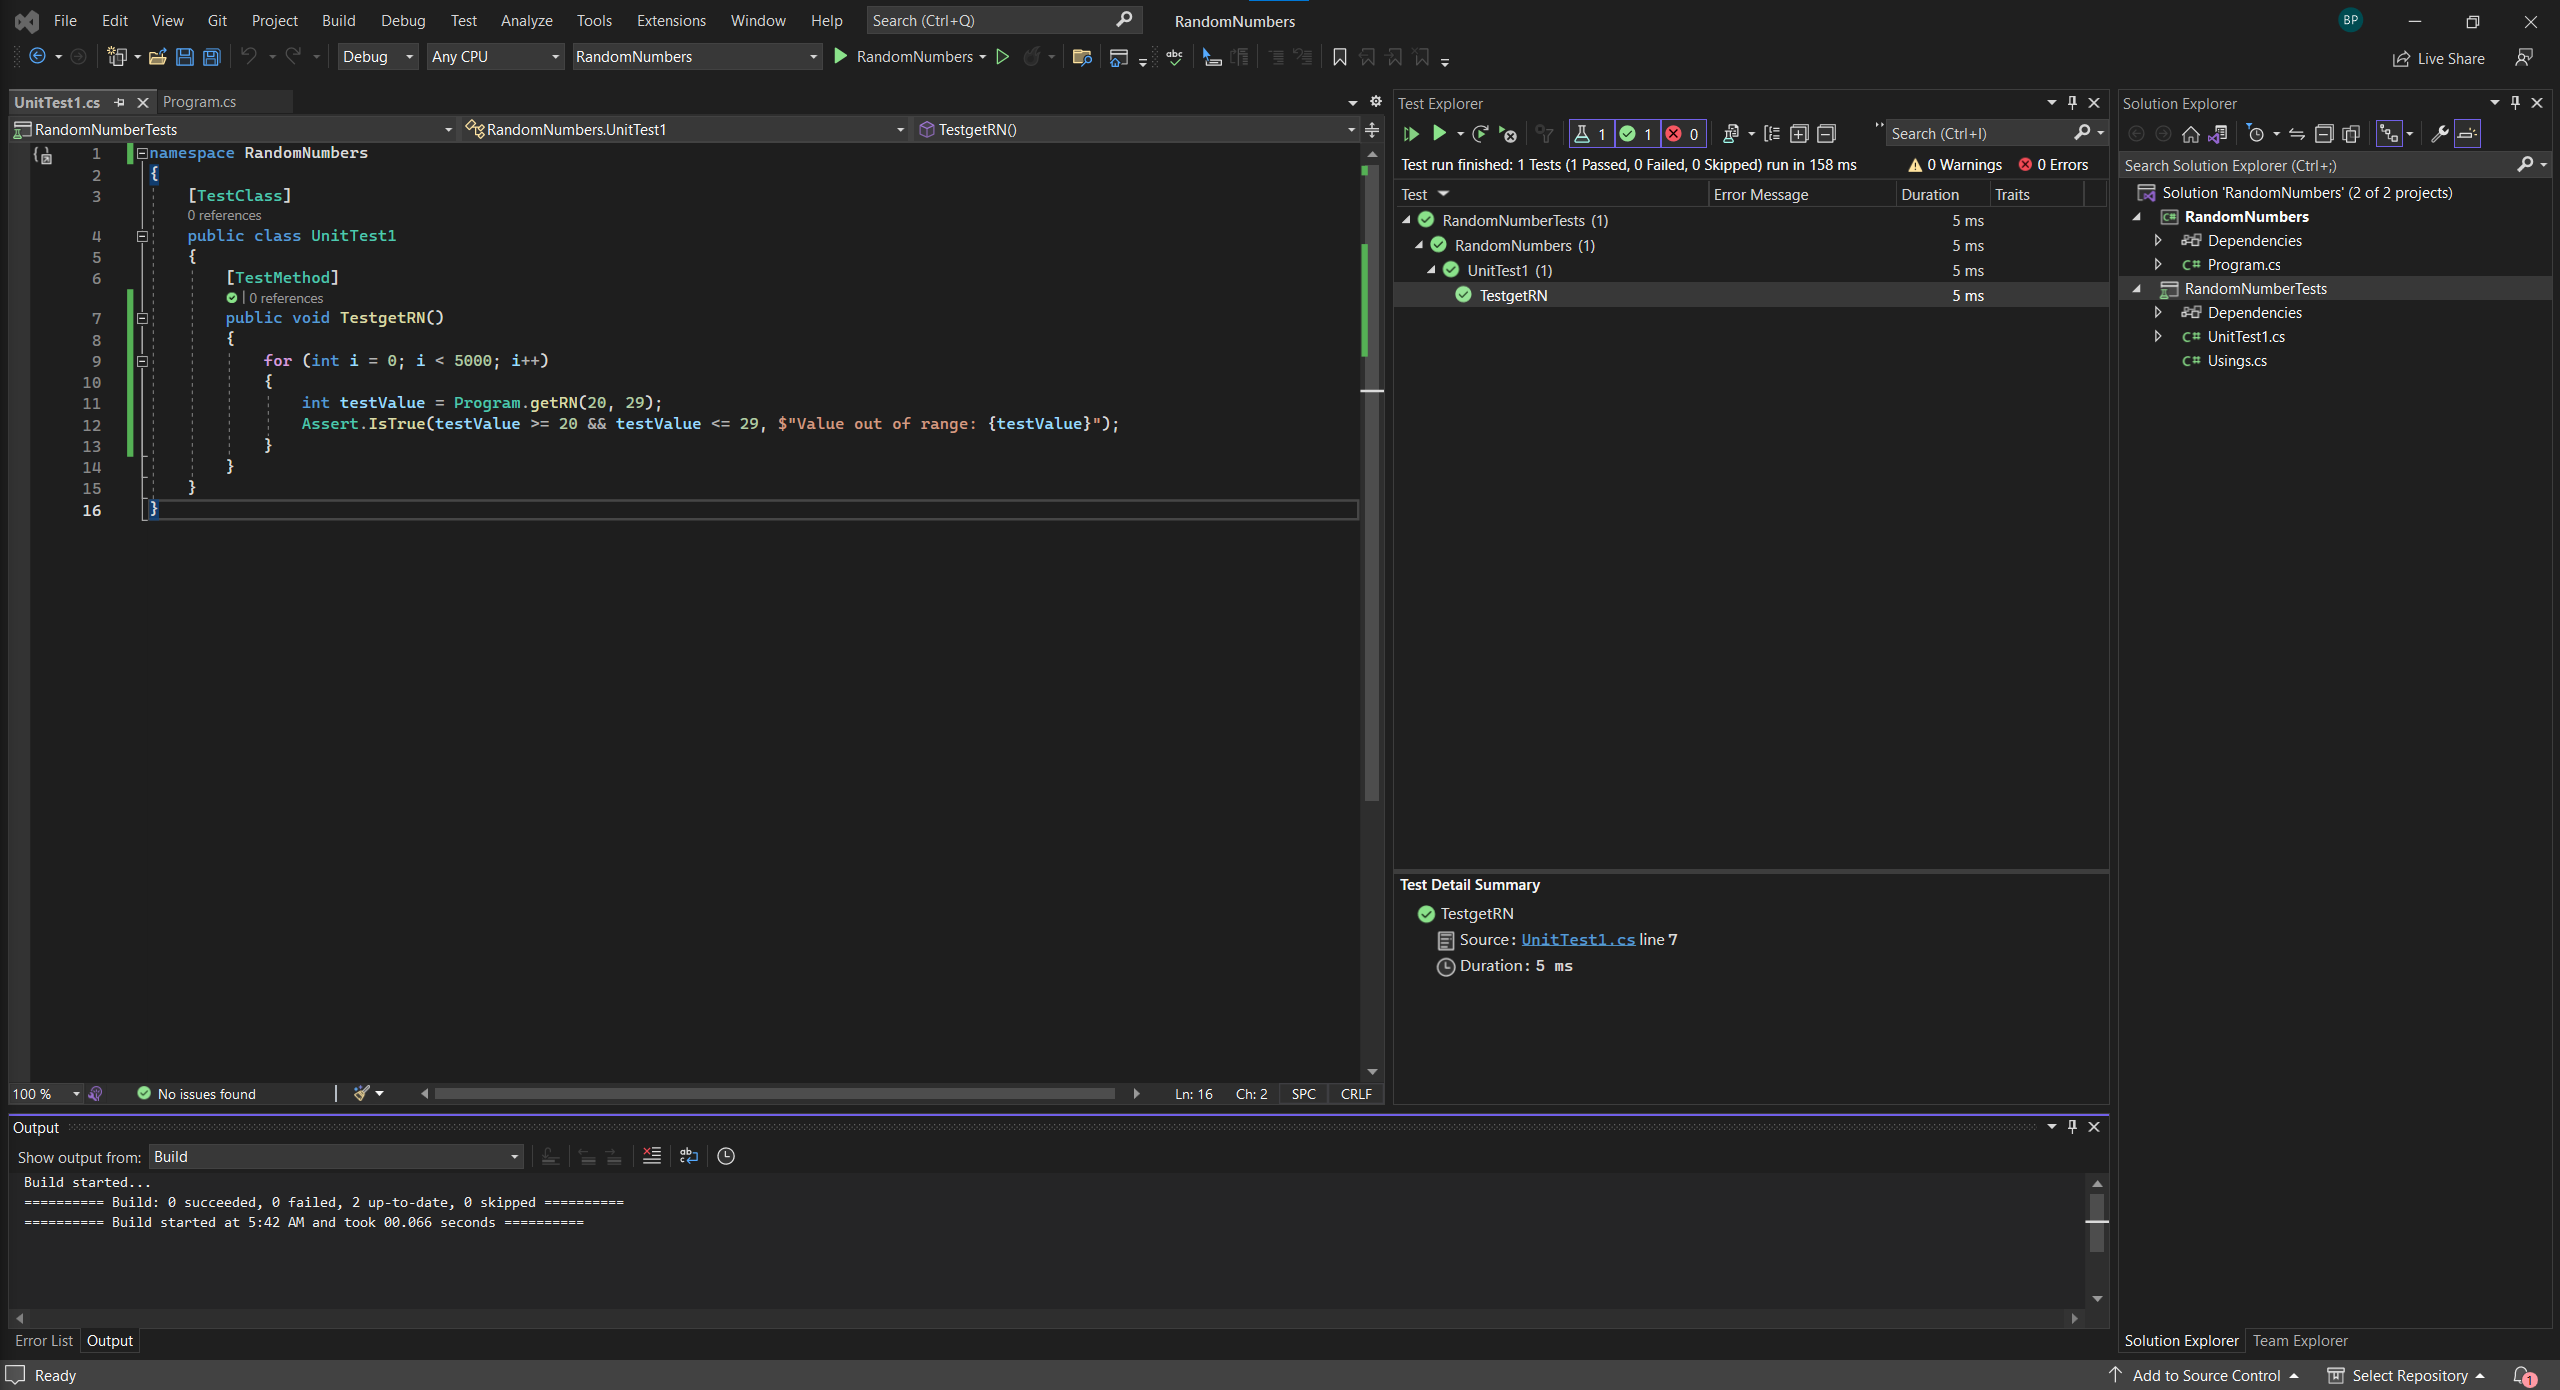 File Edit View Git Project Build Debug Test Analyze Tools Extensions Window Help Search (Ctrl+Q) RandomNumbers BP
Debug Any CPU RandomNumbers RandomNumbers abc Live Share
UnitTest1.cs Program.cs
RandomNumberTests RandomNumbers.UnitTest1 TestgetRN()
1 namespace RandomNumbers
2 {
3 [TestClass]
0 references
4 public class UnitTest1
5 {
6 [TestMethod]
| 0 references
7 public void TestgetRN()
8 {
9 for (int i = 0; i < 5000; i++)
10 {
11 int testValue = Program.getRN(20, 29);
12 Assert.IsTrue(testValue >= 20 && testValue <= 29, $"Value out of range: {testValue}");
13 }
14 }
15 }
16 }
100 % No issues found Ln: 16 Ch: 2 SPC CRLF
Test Explorer
1 1 0 Search (Ctrl+I)
Test run finished: 1 Tests (1 Passed, 0 Failed, 0 Skipped) run in 158 ms 0 Warnings 0 Errors
Test Error Message Duration Traits
RandomNumberTests (1) 5 ms
RandomNumbers (1) 5 ms
UnitTest1 (1) 5 ms
TestgetRN 5 ms
Test Detail Summary
TestgetRN
Source: UnitTest1.cs line 7
Duration: 5 ms
Solution Explorer
C#
Search Solution Explorer (Ctrl+;)
Solution 'RandomNumbers' (2 of 2 projects)
C# RandomNumbers
Dependencies
C# Program.cs
RandomNumberTests
Dependencies
C# UnitTest1.cs
C# Usings.cs
Output
Show output from: Build
Build started...
========== Build: 0 succeeded, 0 failed, 2 up-to-date, 0 skipped ==========
========== Build started at 5:42 AM and took 00.066 seconds ==========
Error List Output
Solution Explorer Team Explorer
Ready Add to Source Control Select Repository 1